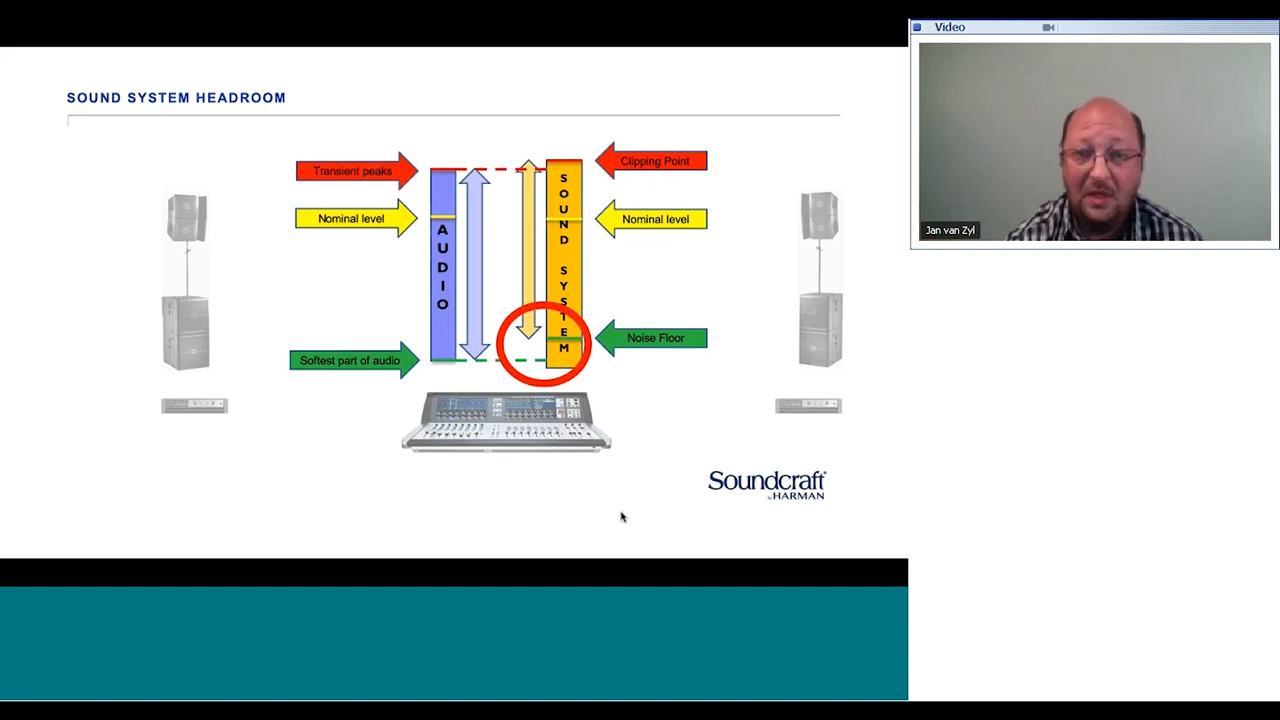 SOUND SYSTEM HEADROOM
Transient peaks
Clipping Point
Nominal level
Nominal level
AUDIO
SOUND SYSTEM
Noise Floor
Softest part of audio
Soundcraft
by HARMAN
Video
Jan van Zyl